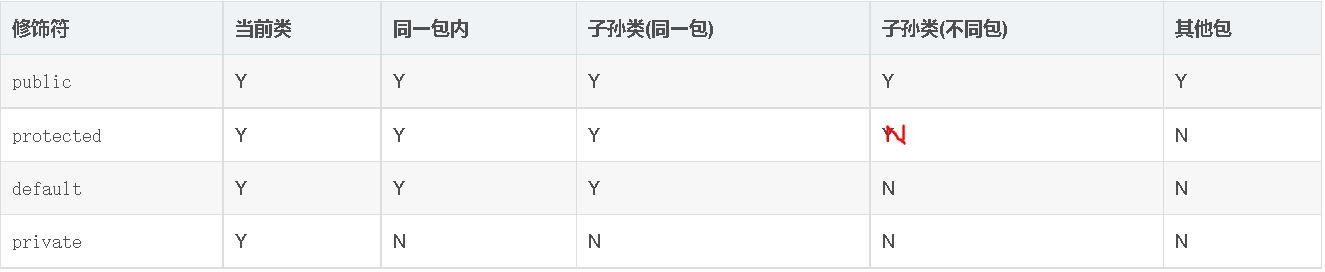 修饰符 当前类 同一包内 子孙类(同一包) 子孙类(不同包) 其他包
public Y Y Y Y Y
protected Y Y Y N N
default Y Y Y N N
private Y N N N N